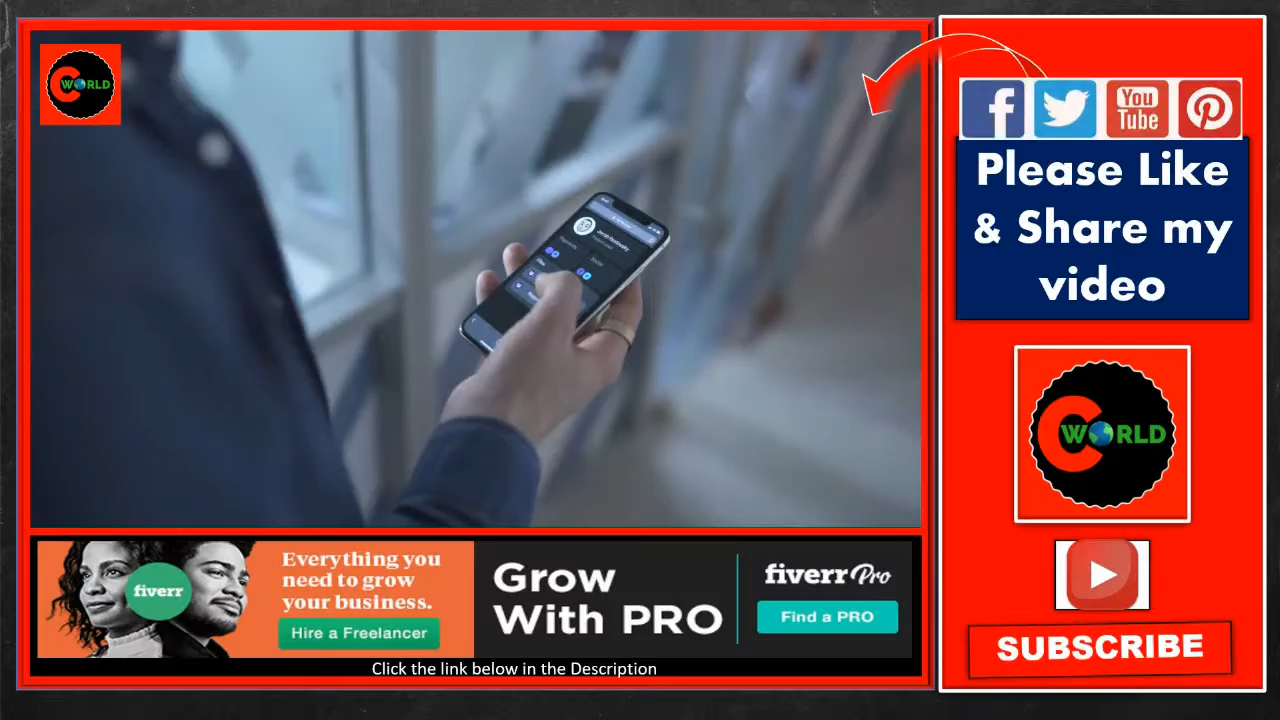 C WORLD
You
Tube
Please Like
& Share my
video
C WORLD
fiverr
Everything you
need to grow
your business.
Hire a Freelancer
Grow
With PRO
fiverr Pro
Find a PRO
Click the link below in the Description
SUBSCRIBE